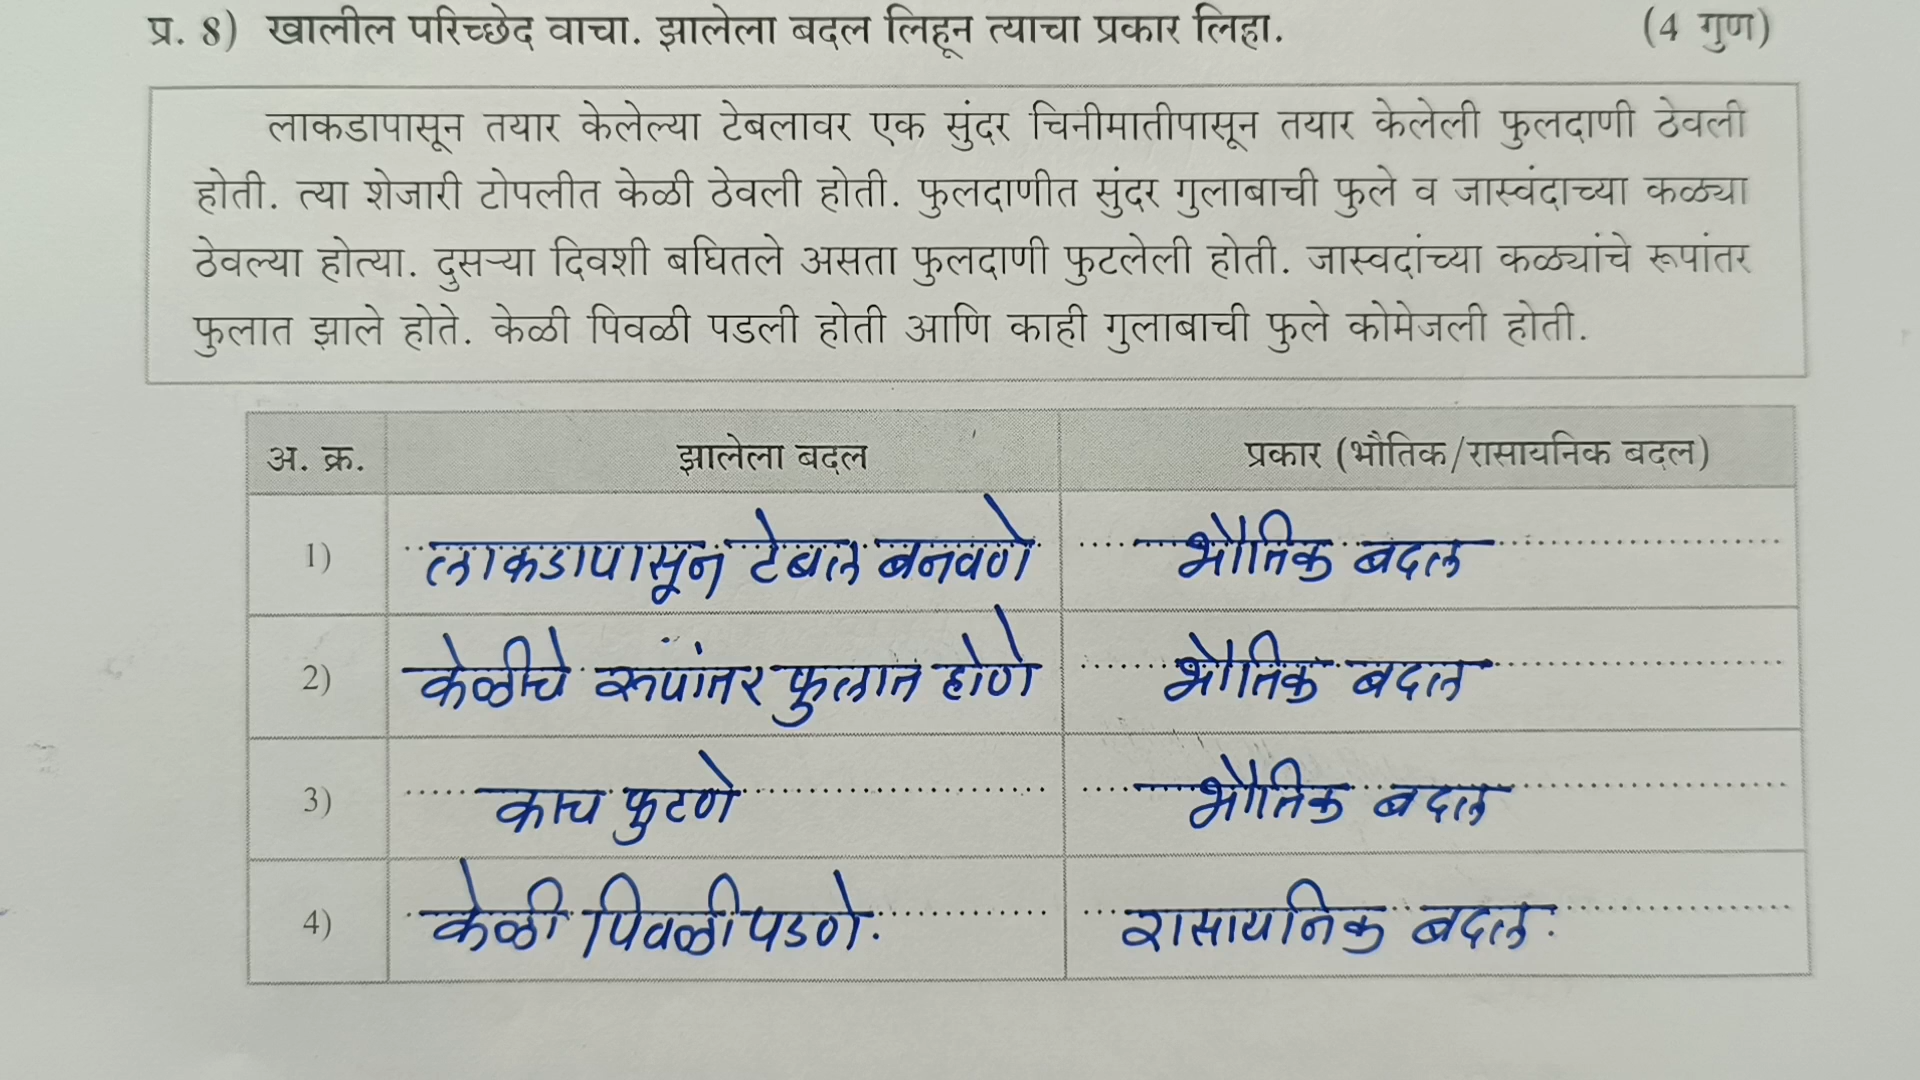 प्र. 8) खालील परिच्छेद वाचा. झालेला बदल लिहून त्याचा प्रकार लिहा. (4 गुण)
लाकडापासून तयार केलेल्या टेबलावर एक सुंदर चिनीमातीपासून तयार केलेली फुलदाणी ठेवली
होती. त्या शेजारी टोपलीत केळी ठेवली होती. फुलदाणीत सुंदर गुलाबाची फुले व जास्वंदाच्या कळ्या
ठेवल्या होत्या. दुसऱ्या दिवशी बघितले असता फुलदाणी फुटलेली होती. जास्वदांच्या कळ्यांचे रूपांतर
फुलात झाले होते. केळी पिवळी पडली होती आणि काही गुलाबाची फुले कोमेजली होती.
अ. क्र. झालेला बदल प्रकार (भौतिक/रासायनिक बदल)
1) लाकडापासून टेबल बनवणे भौतिक बदल
2) केळीचे रूपांतर फुलात होणे भौतिक बदल
3) काच फुटणे भौतिक बदल
4) केळी पिवळी पडणे. रासायनिक बदल.